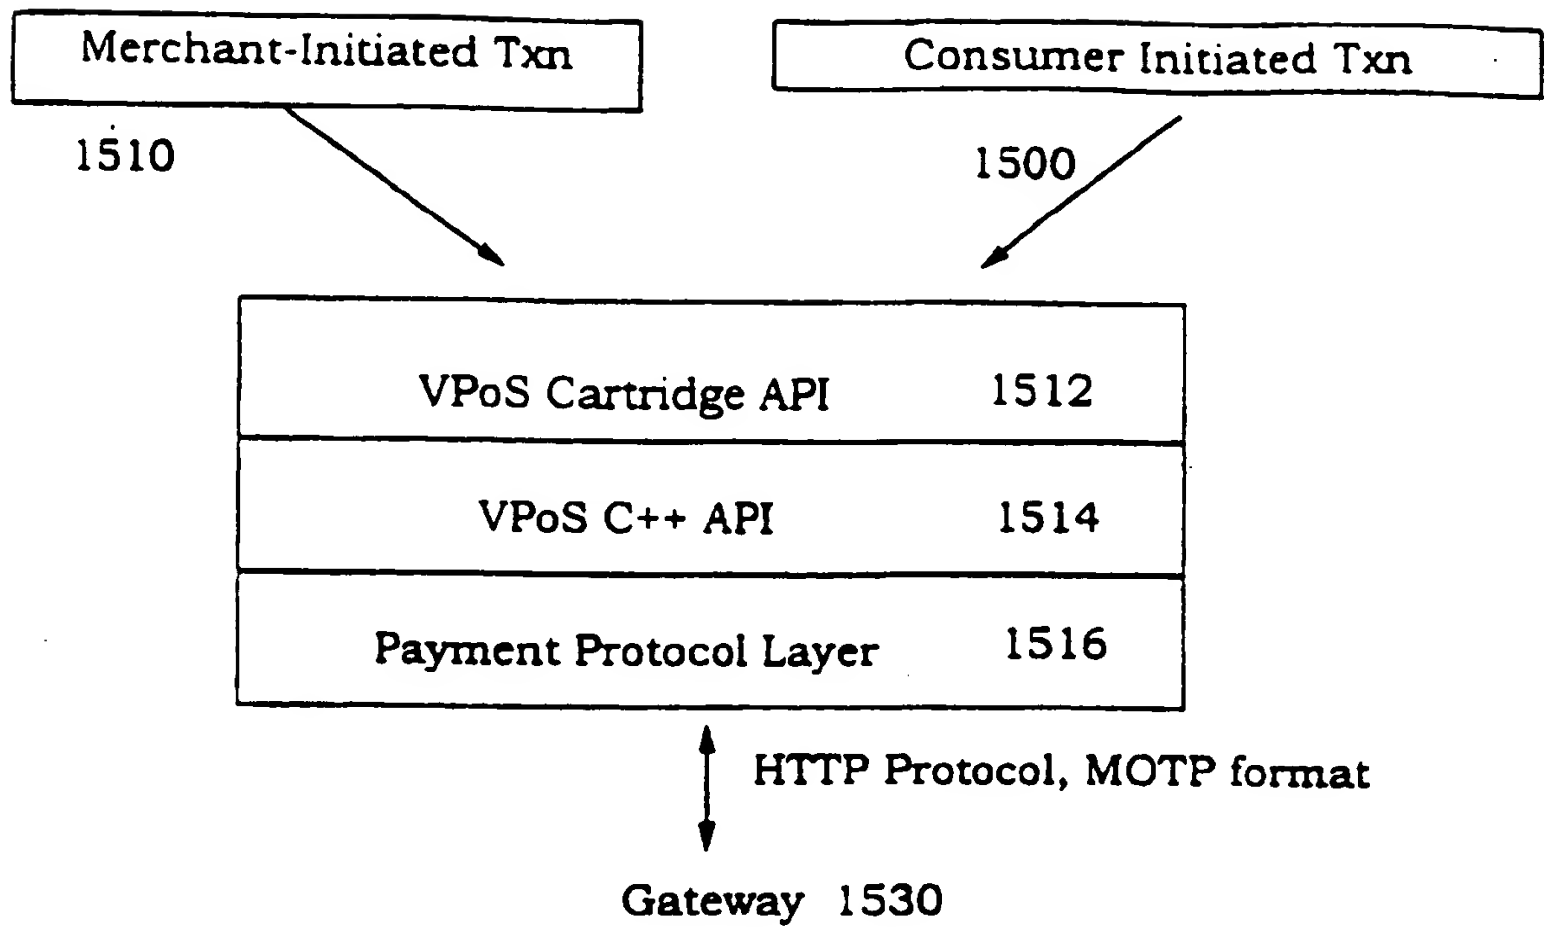 Merchant-Initiated Txn
Consumer Initiated Txn
1510
1500
VPoS Cartridge API 1512
VPoS C++ API 1514
Payment Protocol Layer 1516
HTTP Protocol, MOTP format
Gateway 1530